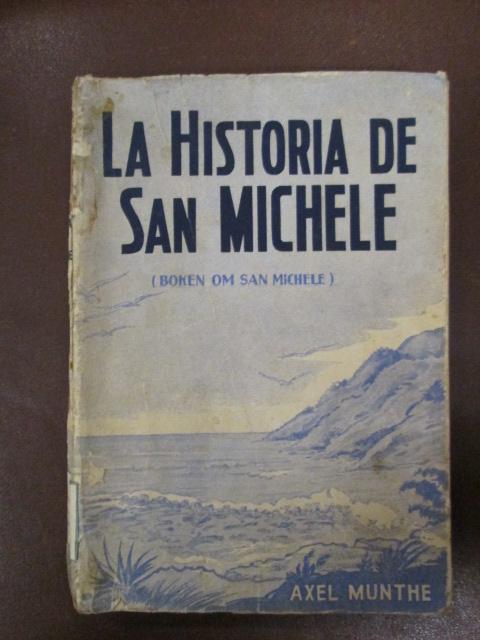 LA HISTORIA DE
SAN MICHELE
(BOKEN OM SAN MICHELE)
AXEL MUNTHE